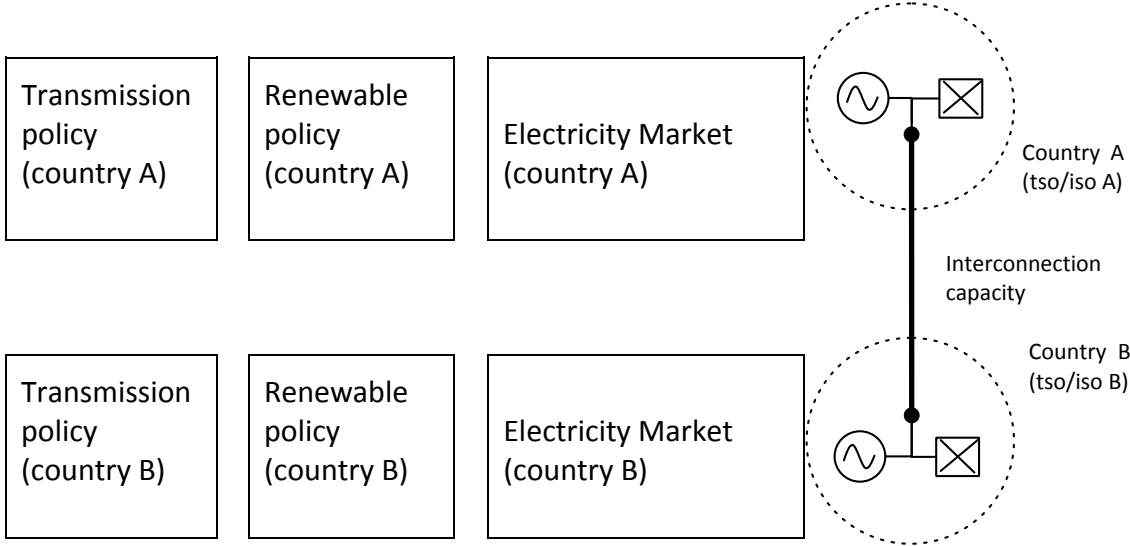 Transmission
policy
(country A)
Renewable
policy
(country A)
Electricity Market
(country A)
Country A
(tso/iso A)
Interconnection
capacity
Transmission
policy
(country B)
Renewable
policy
(country B)
Electricity Market
(country B)
Country B
(tso/iso B)